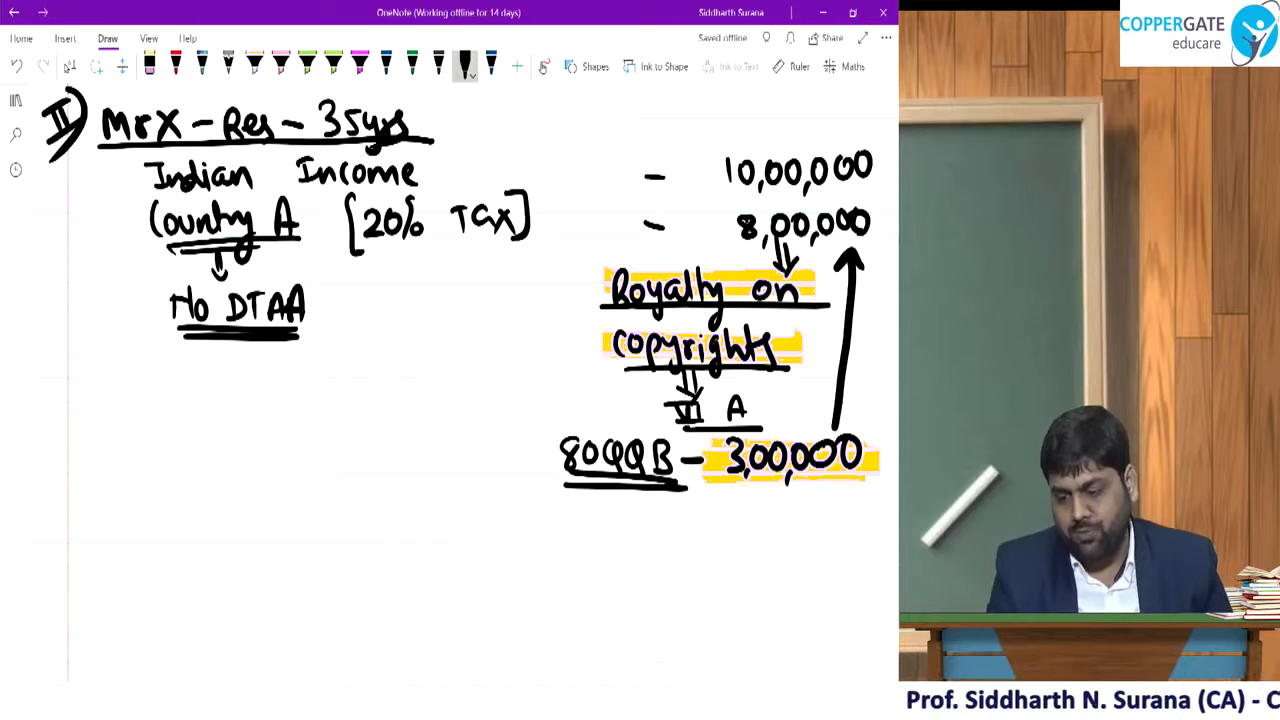 OneNote (Working offline for 14 days)
Siddharth Surana
Home Insert Draw View Help
Saved offline
Share
Shapes
Ink to Shape
Ink to Text
Ruler
Maths
COPPERGATE
educare
II) Mr X - Res - 35yrs
Indian Income - 10,00,000
Country A [20% Tax] - 8,00,000
No DTAA
Royalty on
Copyrights
VI A
80QQB - 3,00,000
Prof. Siddharth N. Surana (CA) - C